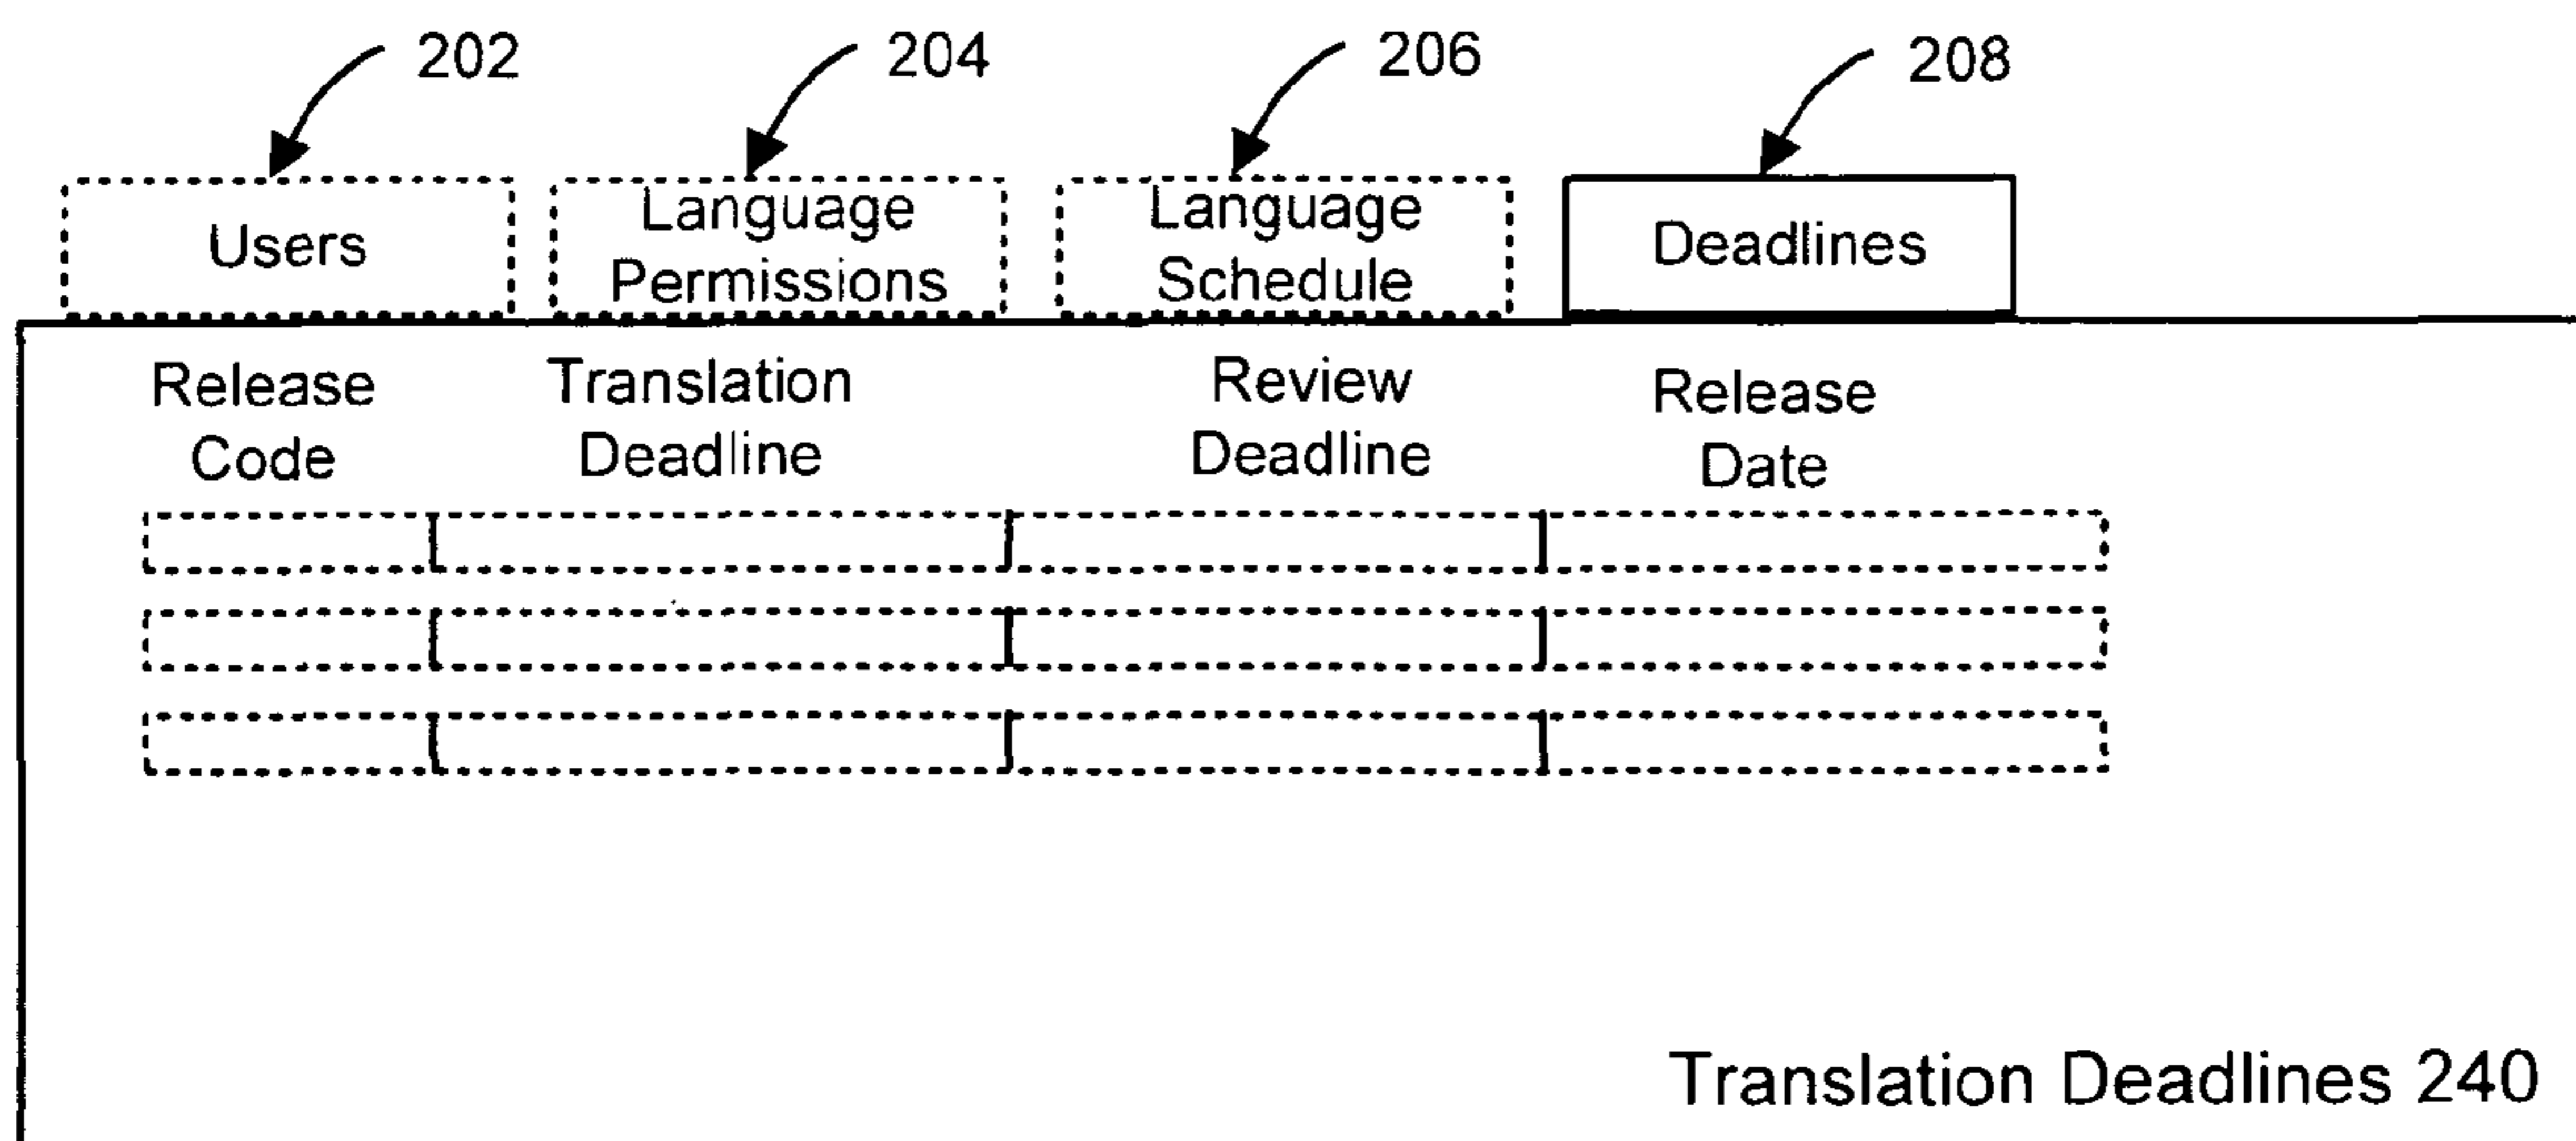 202
204
206
208
Users
Language
Permissions
Language
Schedule
Deadlines
Release
Code
Translation
Deadline
Review
Deadline
Release
Date
Translation Deadlines 240